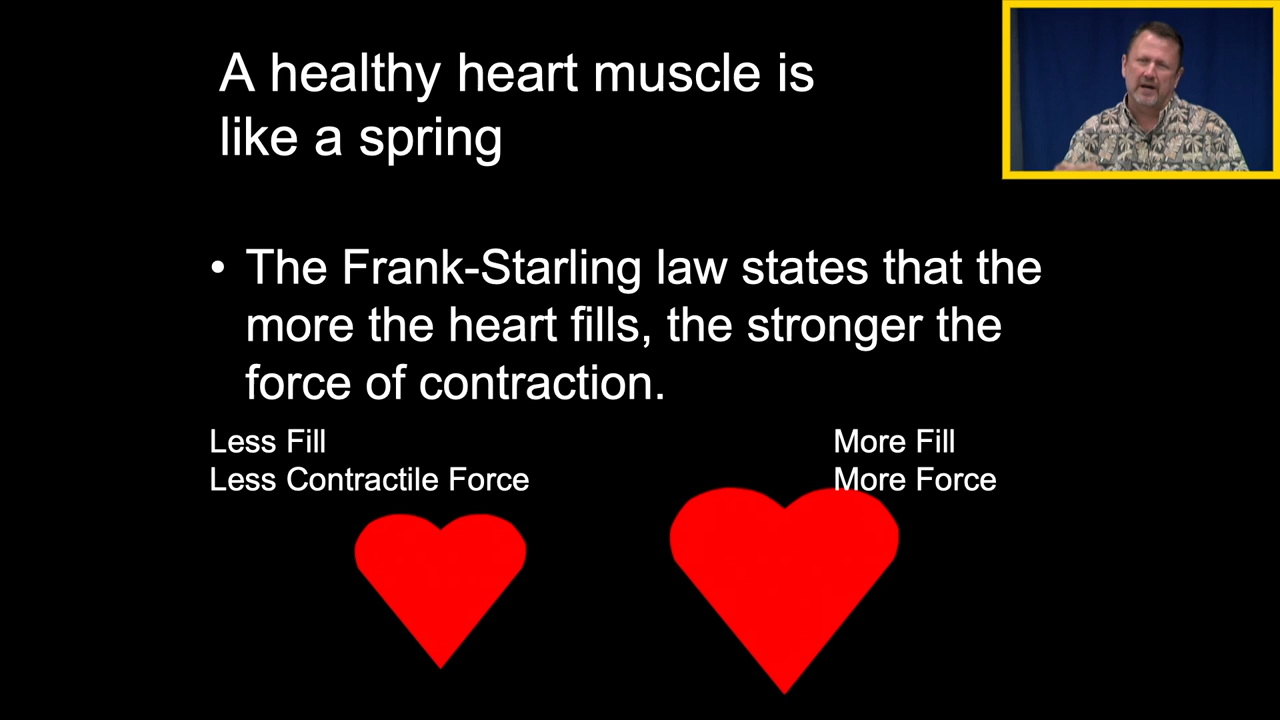 A healthy heart muscle is
like a spring
• The Frank-Starling law states that the
more the heart fills, the stronger the
force of contraction.
Less Fill
Less Contractile Force
More Fill
More Force